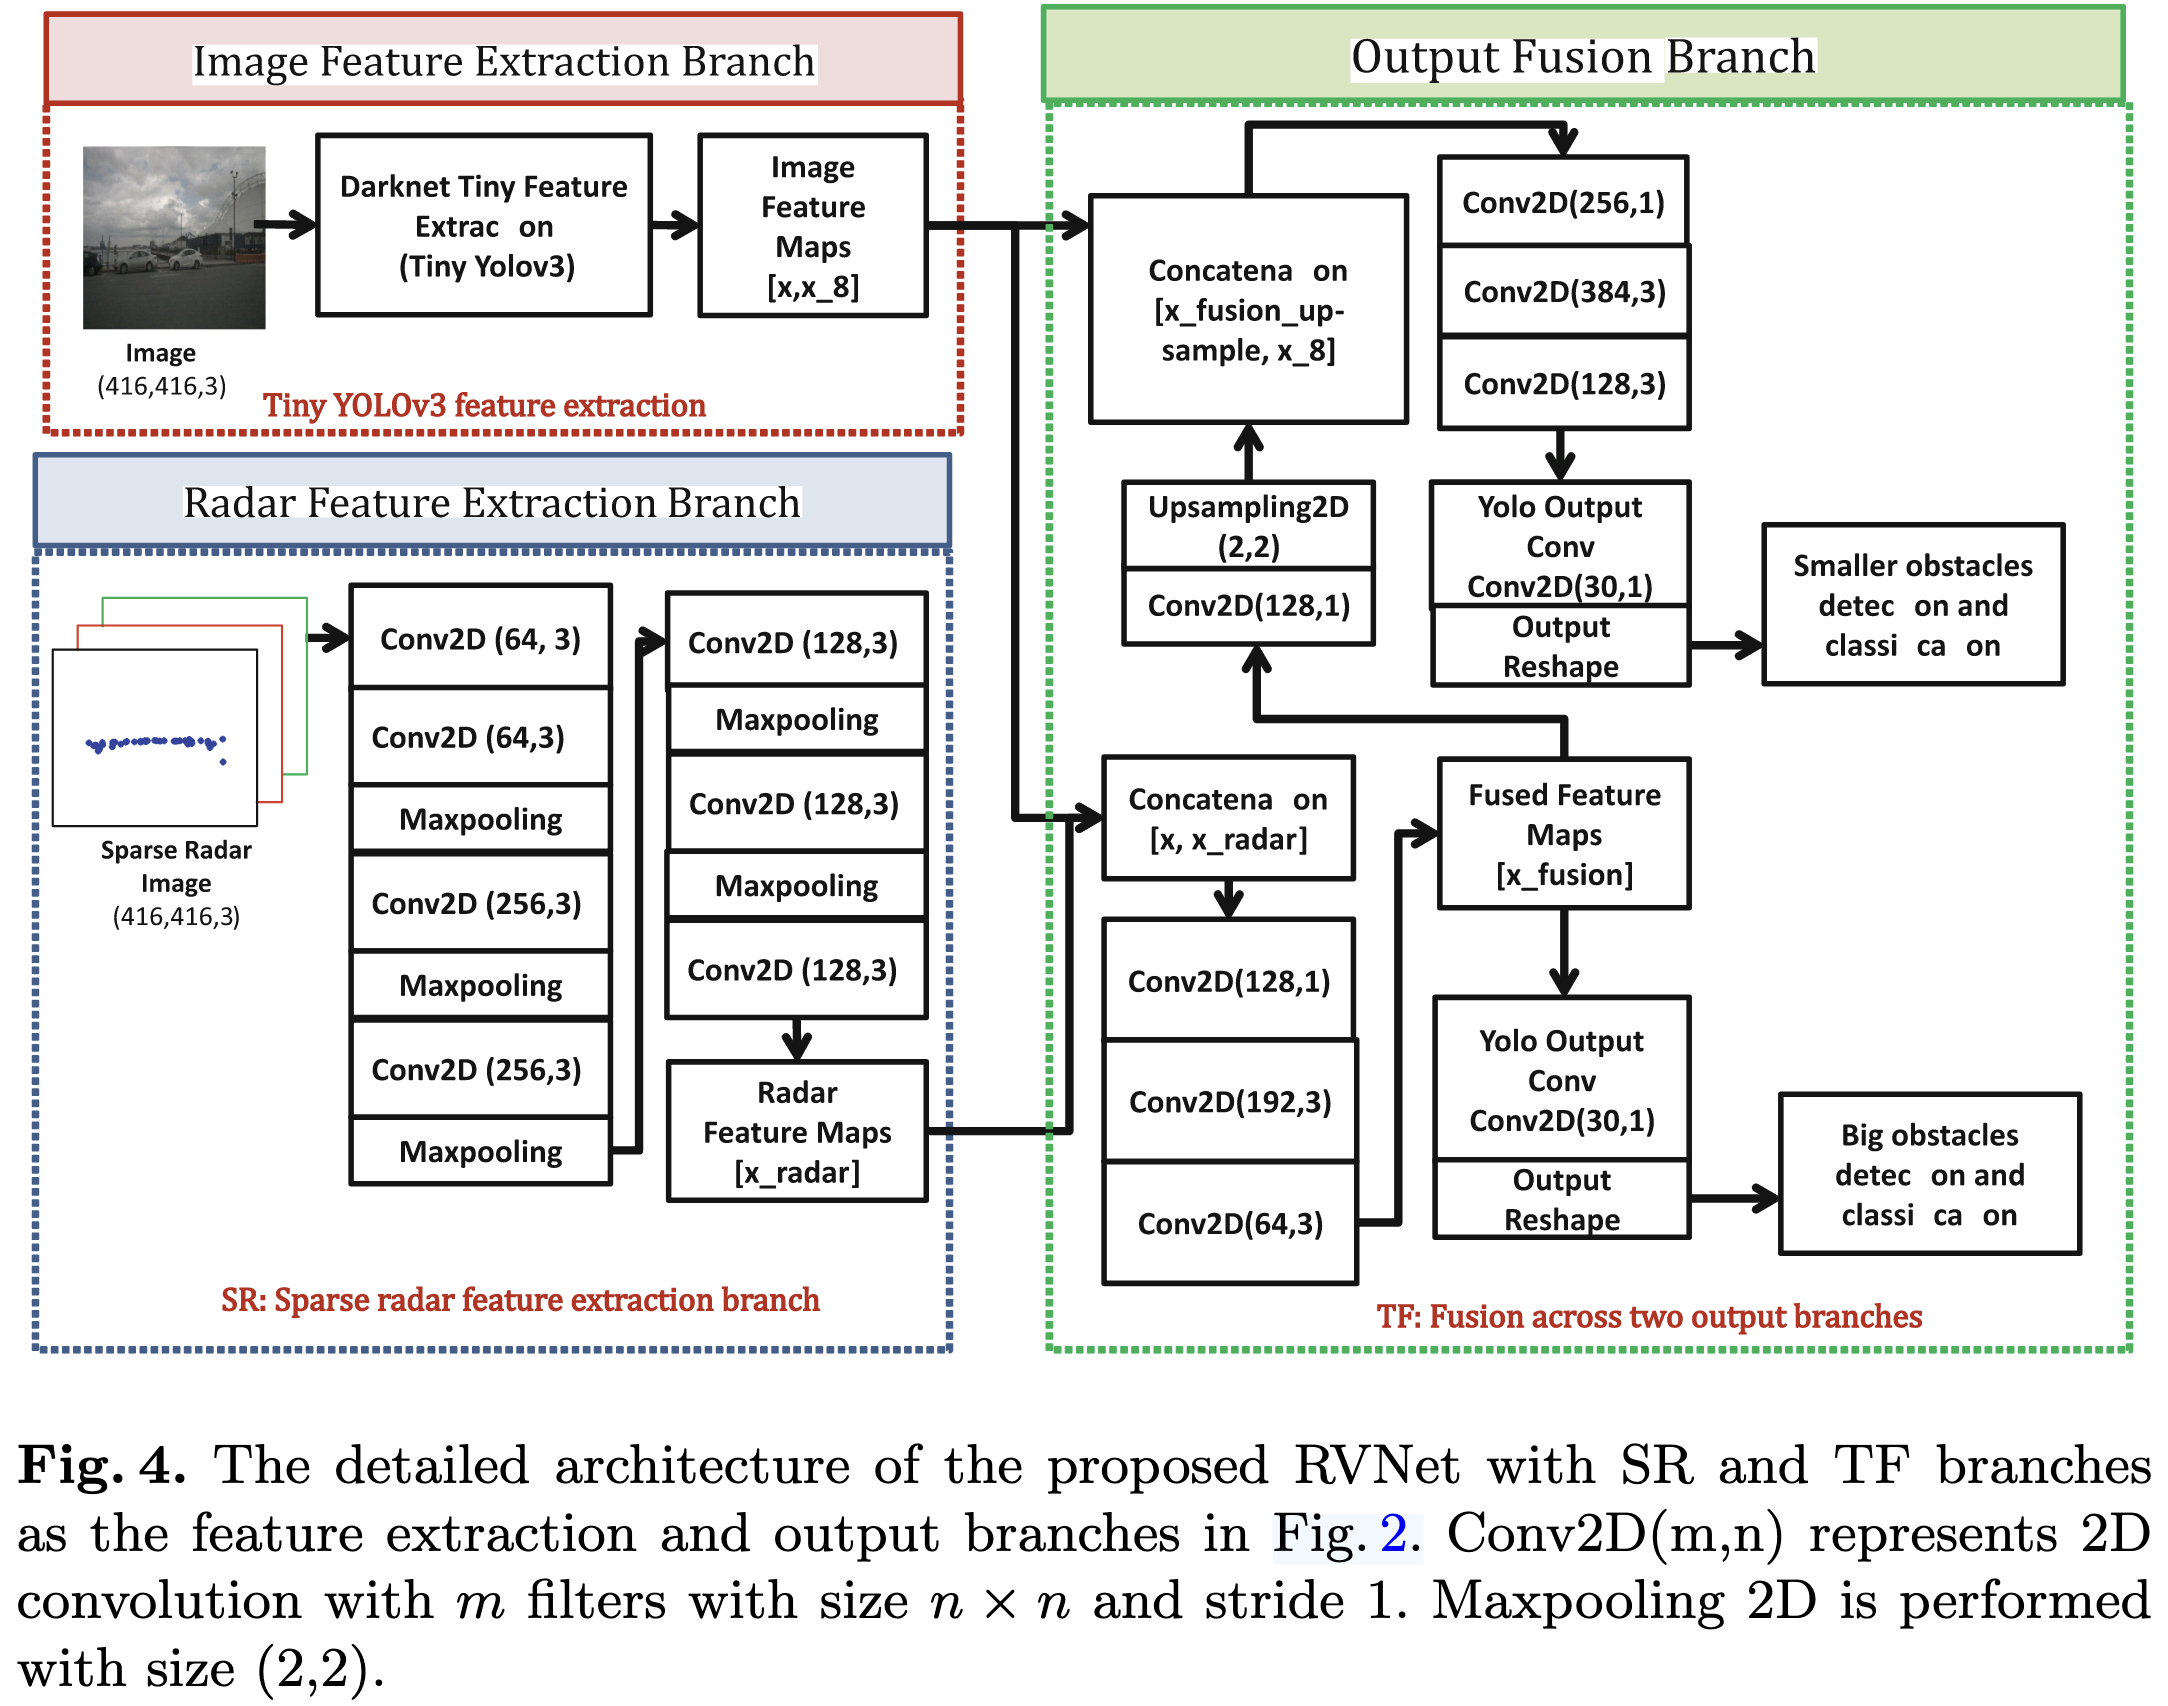 Image Feature Extraction Branch
Darknet Tiny Feature
Extrac on
(Tiny Yolov3)
Image
Feature
Maps
[x,x_8]
Image
(416,416,3)
Tiny YOLOv3 feature extraction
Radar Feature Extraction Branch
Sparse Radar
Image
(416,416,3)
Conv2D (64, 3)
Conv2D (64,3)
Maxpooling
Conv2D (256,3)
Maxpooling
Conv2D (256,3)
Maxpooling
Conv2D (128,3)
Maxpooling
Conv2D (128,3)
Maxpooling
Conv2D (128,3)
Radar
Feature Maps
[x_radar]
SR: Sparse radar feature extraction branch
Output Fusion Branch
Concatena on
[x_fusion_up-
sample, x_8]
Upsampling2D
(2,2)
Conv2D(128,1)
Conv2D(256,1)
Conv2D(384,3)
Conv2D(128,3)
Yolo Output
Conv
Conv2D(30,1)
Output
Reshape
Smaller obstacles
detec on and
classi ca on
Concatena on
[x, x_radar]
Conv2D(128,1)
Conv2D(192,3)
Conv2D(64,3)
Fused Feature
Maps
[x_fusion]
Yolo Output
Conv
Conv2D(30,1)
Output
Reshape
Big obstacles
detec on and
classi ca on
TF: Fusion across two output branches
Fig. 4. The detailed architecture of the proposed RVNet with SR and TF branches
as the feature extraction and output branches in Fig. 2. Conv2D(m,n) represents 2D
convolution with m filters with size n × n and stride 1. Maxpooling 2D is performed
with size (2,2).